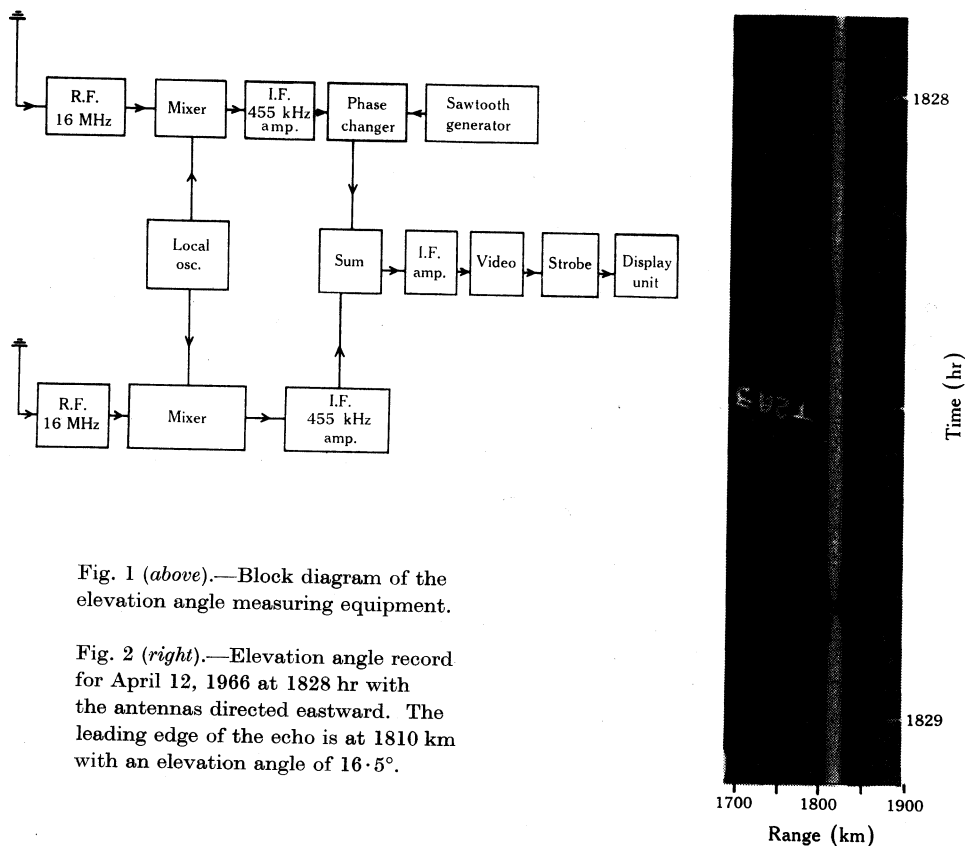 R.F.
16 MHz
Mixer
I.F.
455 kHz
amp.
Phase
changer
Sawtooth
generator
Local
osc.
Sum
I.F.
amp.
Video
Strobe
Display
unit
R.F.
16 MHz
Mixer
I.F.
455 kHz
amp.
Fig. 1 (above).—Block diagram of the
elevation angle measuring equipment.
Fig. 2 (right).—Elevation angle record
for April 12, 1966 at 1828 hr with
the antennas directed eastward. The
leading edge of the echo is at 1810 km
with an elevation angle of 16·5°.
1828
Time (hr)
1829
1700 1800 1900
Range (km)